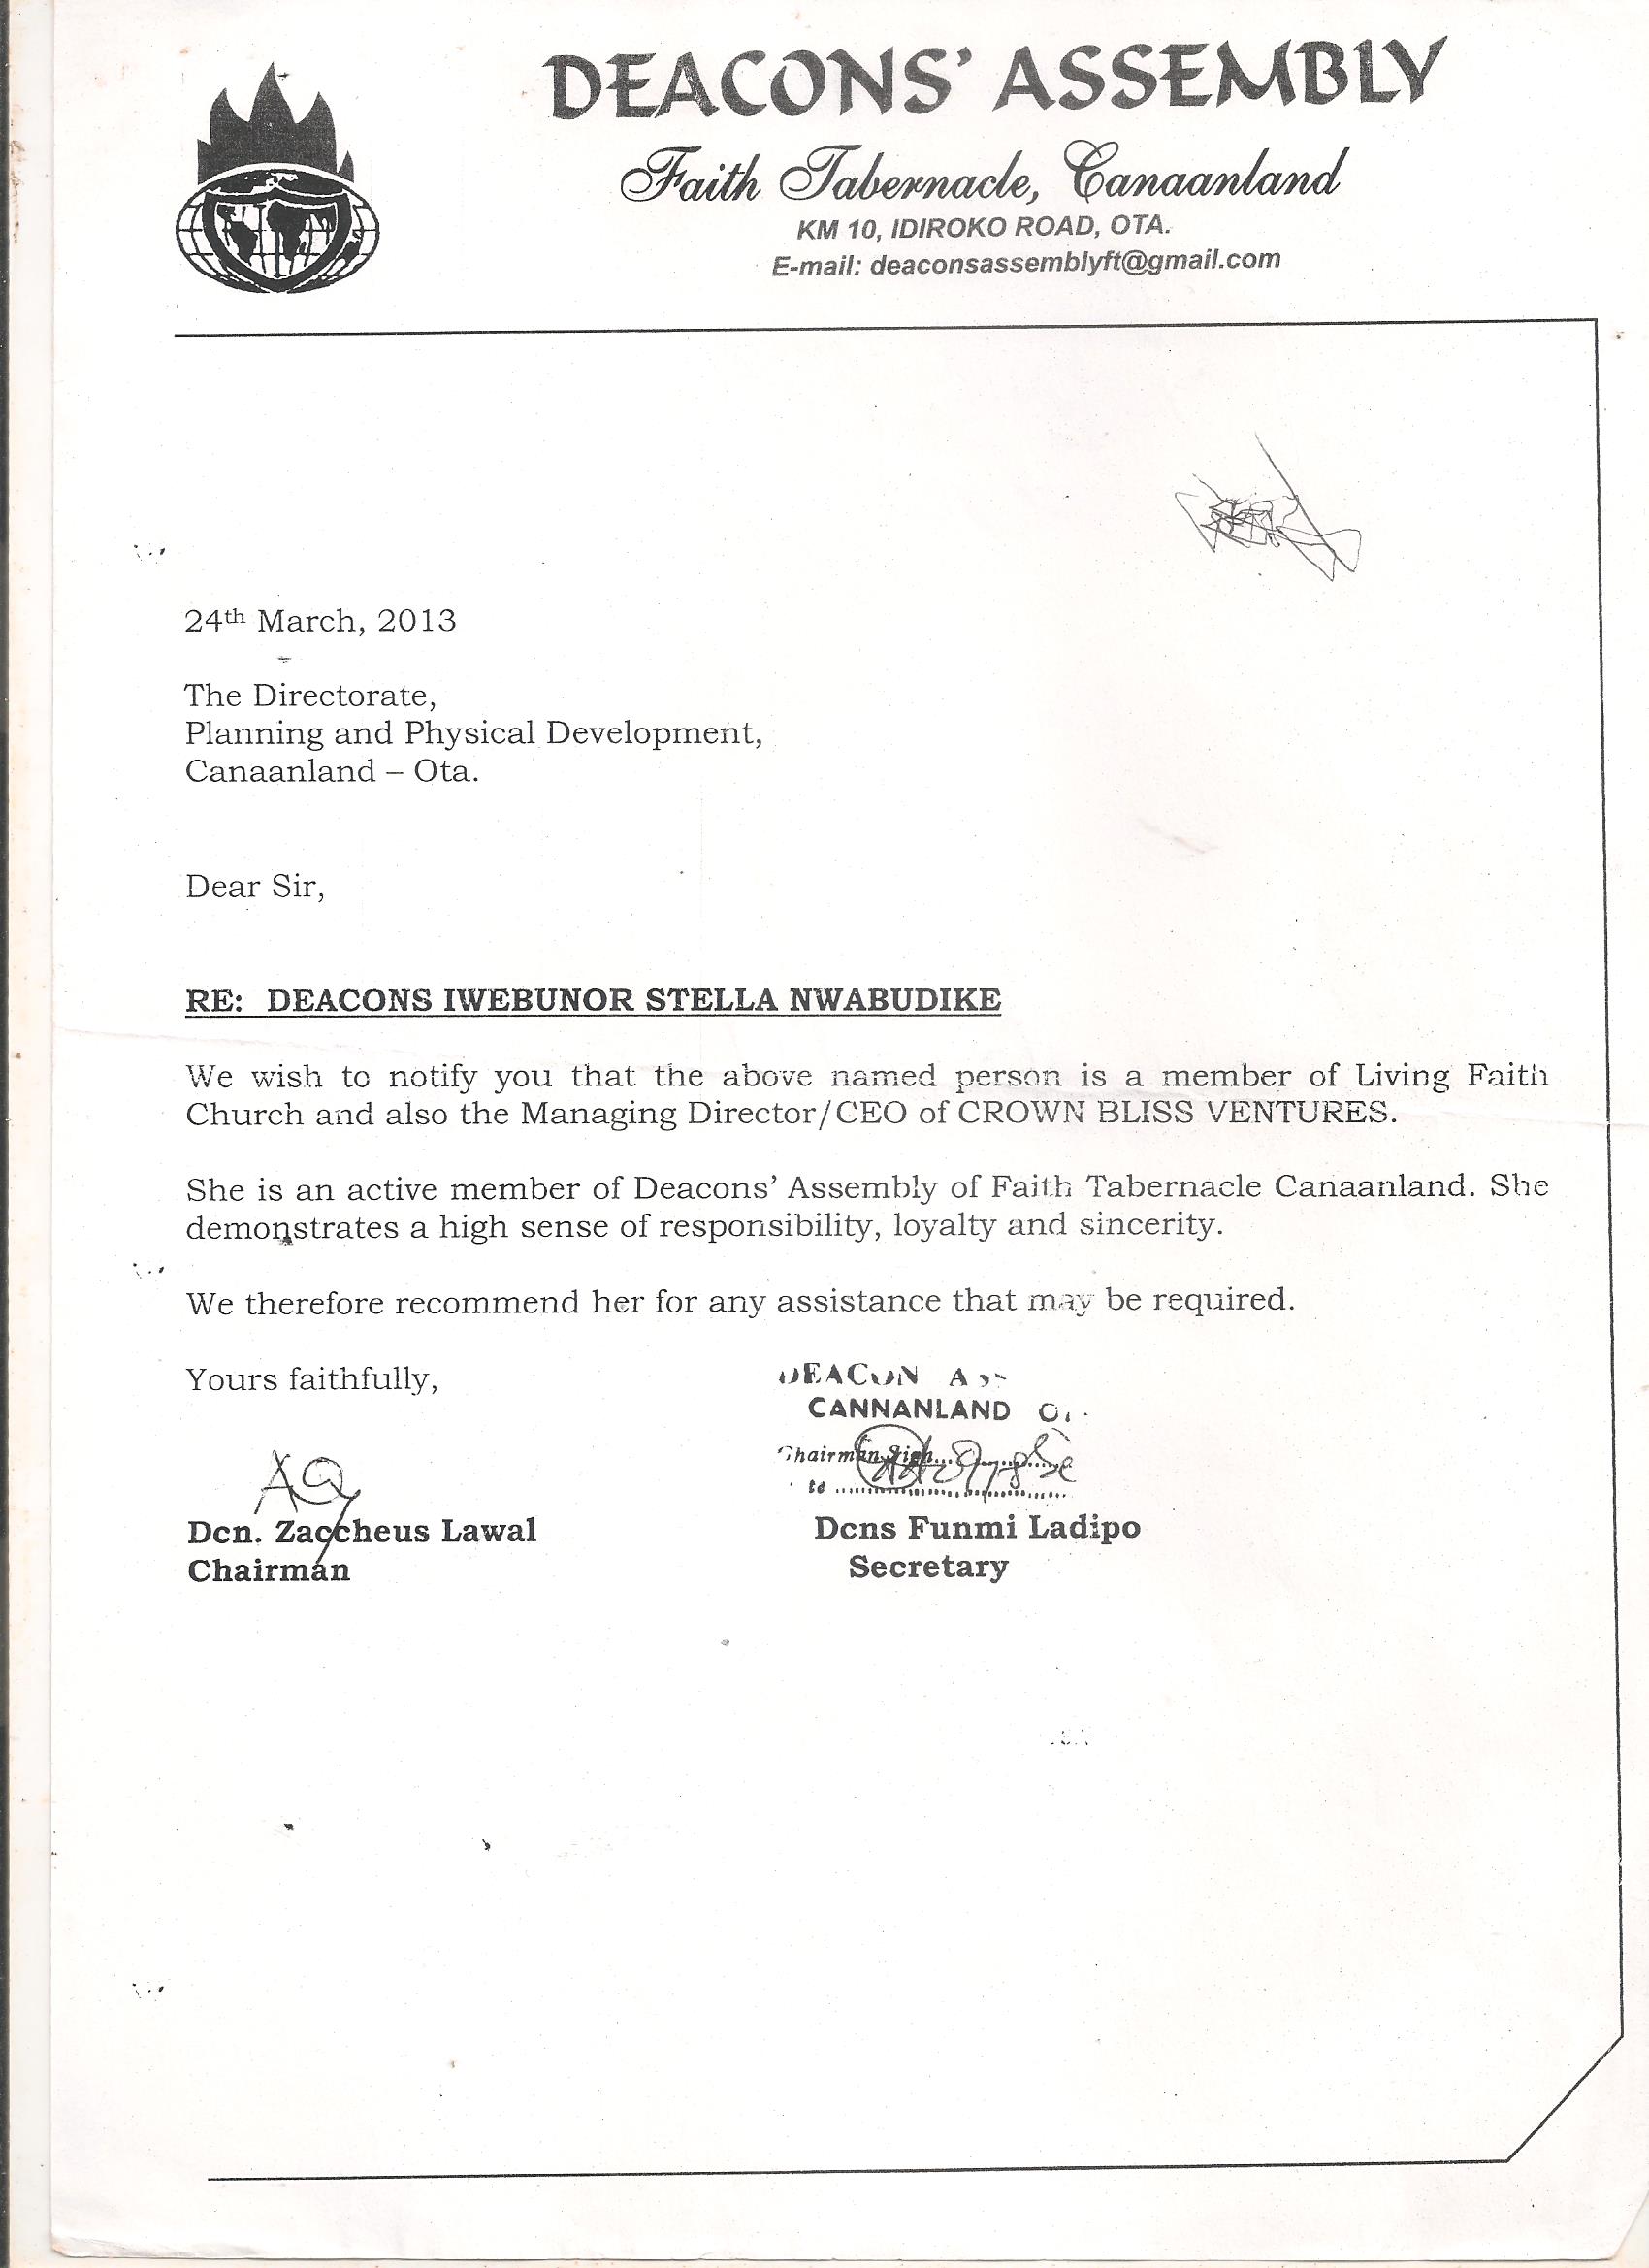 DEACONS' ASSEMBLY
Faith Tabernacle, Canaanland
KM 10, IDIROKO ROAD, OTA.
E-mail: deaconsassemblyft@gmail.com
24th March, 2013
The Directorate,
Planning and Physical Development,
Canaanland – Ota.
Dear Sir,
RE: DEACONS IWEBUNOR STELLA NWABUDIKE
We wish to notify you that the above named person is a member of Living Faith
Church and also the Managing Director/CEO of CROWN BLISS VENTURES.
She is an active member of Deacons' Assembly of Faith Tabernacle Canaanland. She
demonstrates a high sense of responsibility, loyalty and sincerity.
We therefore recommend her for any assistance that may be required.
Yours faithfully,
DEACON
CANNANLAND
Chairman Sign
Dcn. Zaccheus Lawal
Chairman
Dcns Funmi Ladipo
Secretary